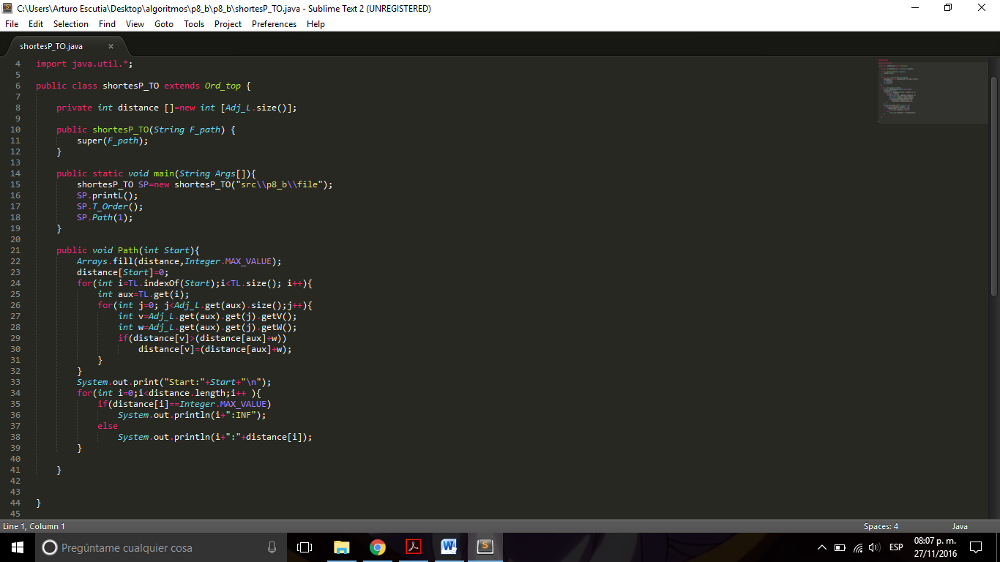 C:\Users\Arturo Escutia\Desktop\algoritmos\p8_b\p8_b\shortesP_TO.java - Sublime Text 2 (UNREGISTERED)
File Edit Selection Find View Goto Tools Project Preferences Help
shortesP_TO.java ×
4 import java.util.*;
5
6 public class shortesP_TO extends Ord_top {
7
8 private int distance []=new int [Adj_L.size()];
9
10 public shortesP_TO(String F_path) {
11 super(F_path);
12 }
13
14 public static void main(String Args[]){
15 shortesP_TO SP=new shortesP_TO("src\\p8_b\\file");
16 SP.printL();
17 SP.T_Order();
18 SP.Path(1);
19 }
20
21 public void Path(int Start){
22 Arrays.fill(distance,Integer.MAX_VALUE);
23 distance[Start]=0;
24 for(int i=TL.indexOf(Start);i<TL.size(); i++){
25 int aux=TL.get(i);
26 for(int j=0; j<Adj_L.get(aux).size();j++){
27 int v=Adj_L.get(aux).get(j).getV();
28 int w=Adj_L.get(aux).get(j).getW();
29 if(distance[v]>(distance[aux]+w))
30 distance[v]=(distance[aux]+w);
31 }
32 }
33 System.out.print("Start:"+Start+"\n");
34 for(int i=0;i<distance.length;i++ ){
35 if(distance[i]==Integer.MAX_VALUE)
36 System.out.println(i+":INF");
37 else
38 System.out.println(i+":"+distance[i]);
39 }
40
41 }
42
43
44 }
45
Line 1, Column 1 Spaces: 4 Java
Pregúntame cualquier cosa ESP 08:07 p. m.
27/11/2016